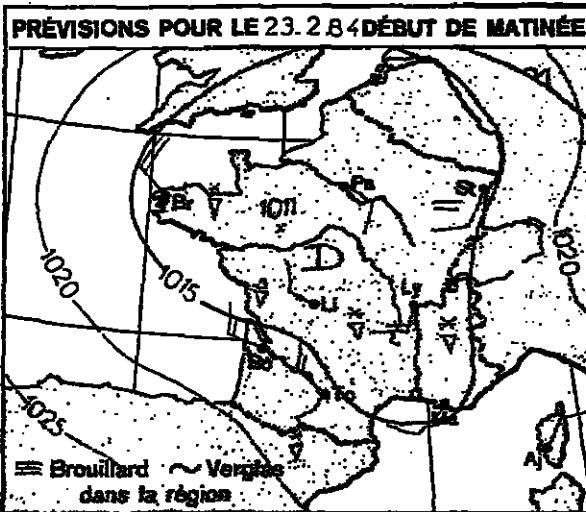 PRÉVISIONS POUR LE 23.2.84 DÉBUT DE MATINÉE
Pa
St
Br
1011
D
1020
1020
1015
Li
Ly
Bo
To
Ma
1025
Aj
Brouillard
Verglas
dans la région